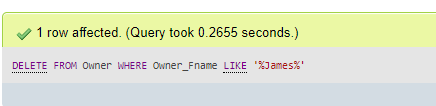 1 row affected. (Query took 0.2655 seconds.)
DELETE FROM Owner WHERE Owner_Fname LIKE '%James%'